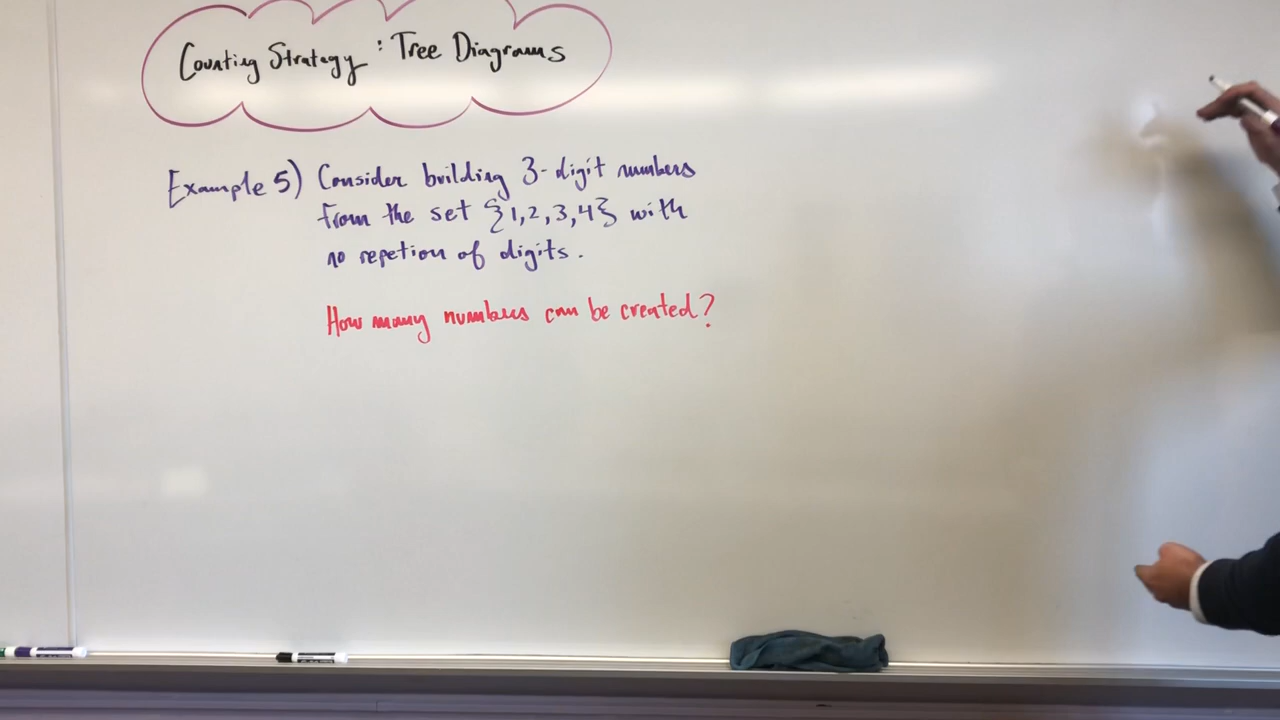 Counting Strategy : Tree Diagrams
Example 5) Consider building 3-digit numbers
from the set {1,2,3,4} with
no repetion of digits.
How many numbers can be created?